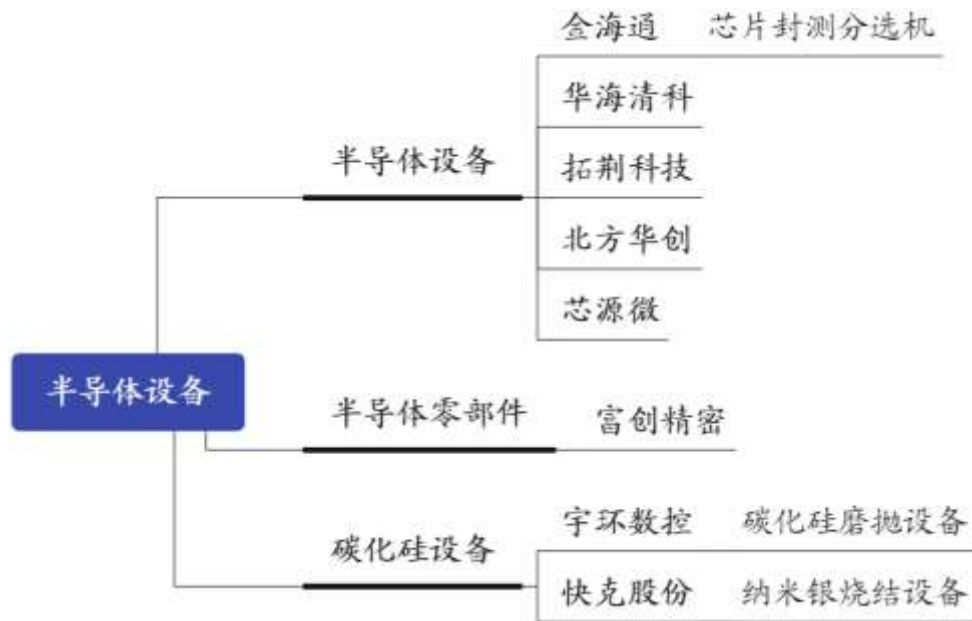 半导体设备
半导体设备
金海通 芯片封测分选机
华海清科
拓荆科技
北方华创
芯源微
半导体零部件
富创精密
碳化硅设备
宇环数控 碳化硅磨抛设备
快克股份 纳米银烧结设备